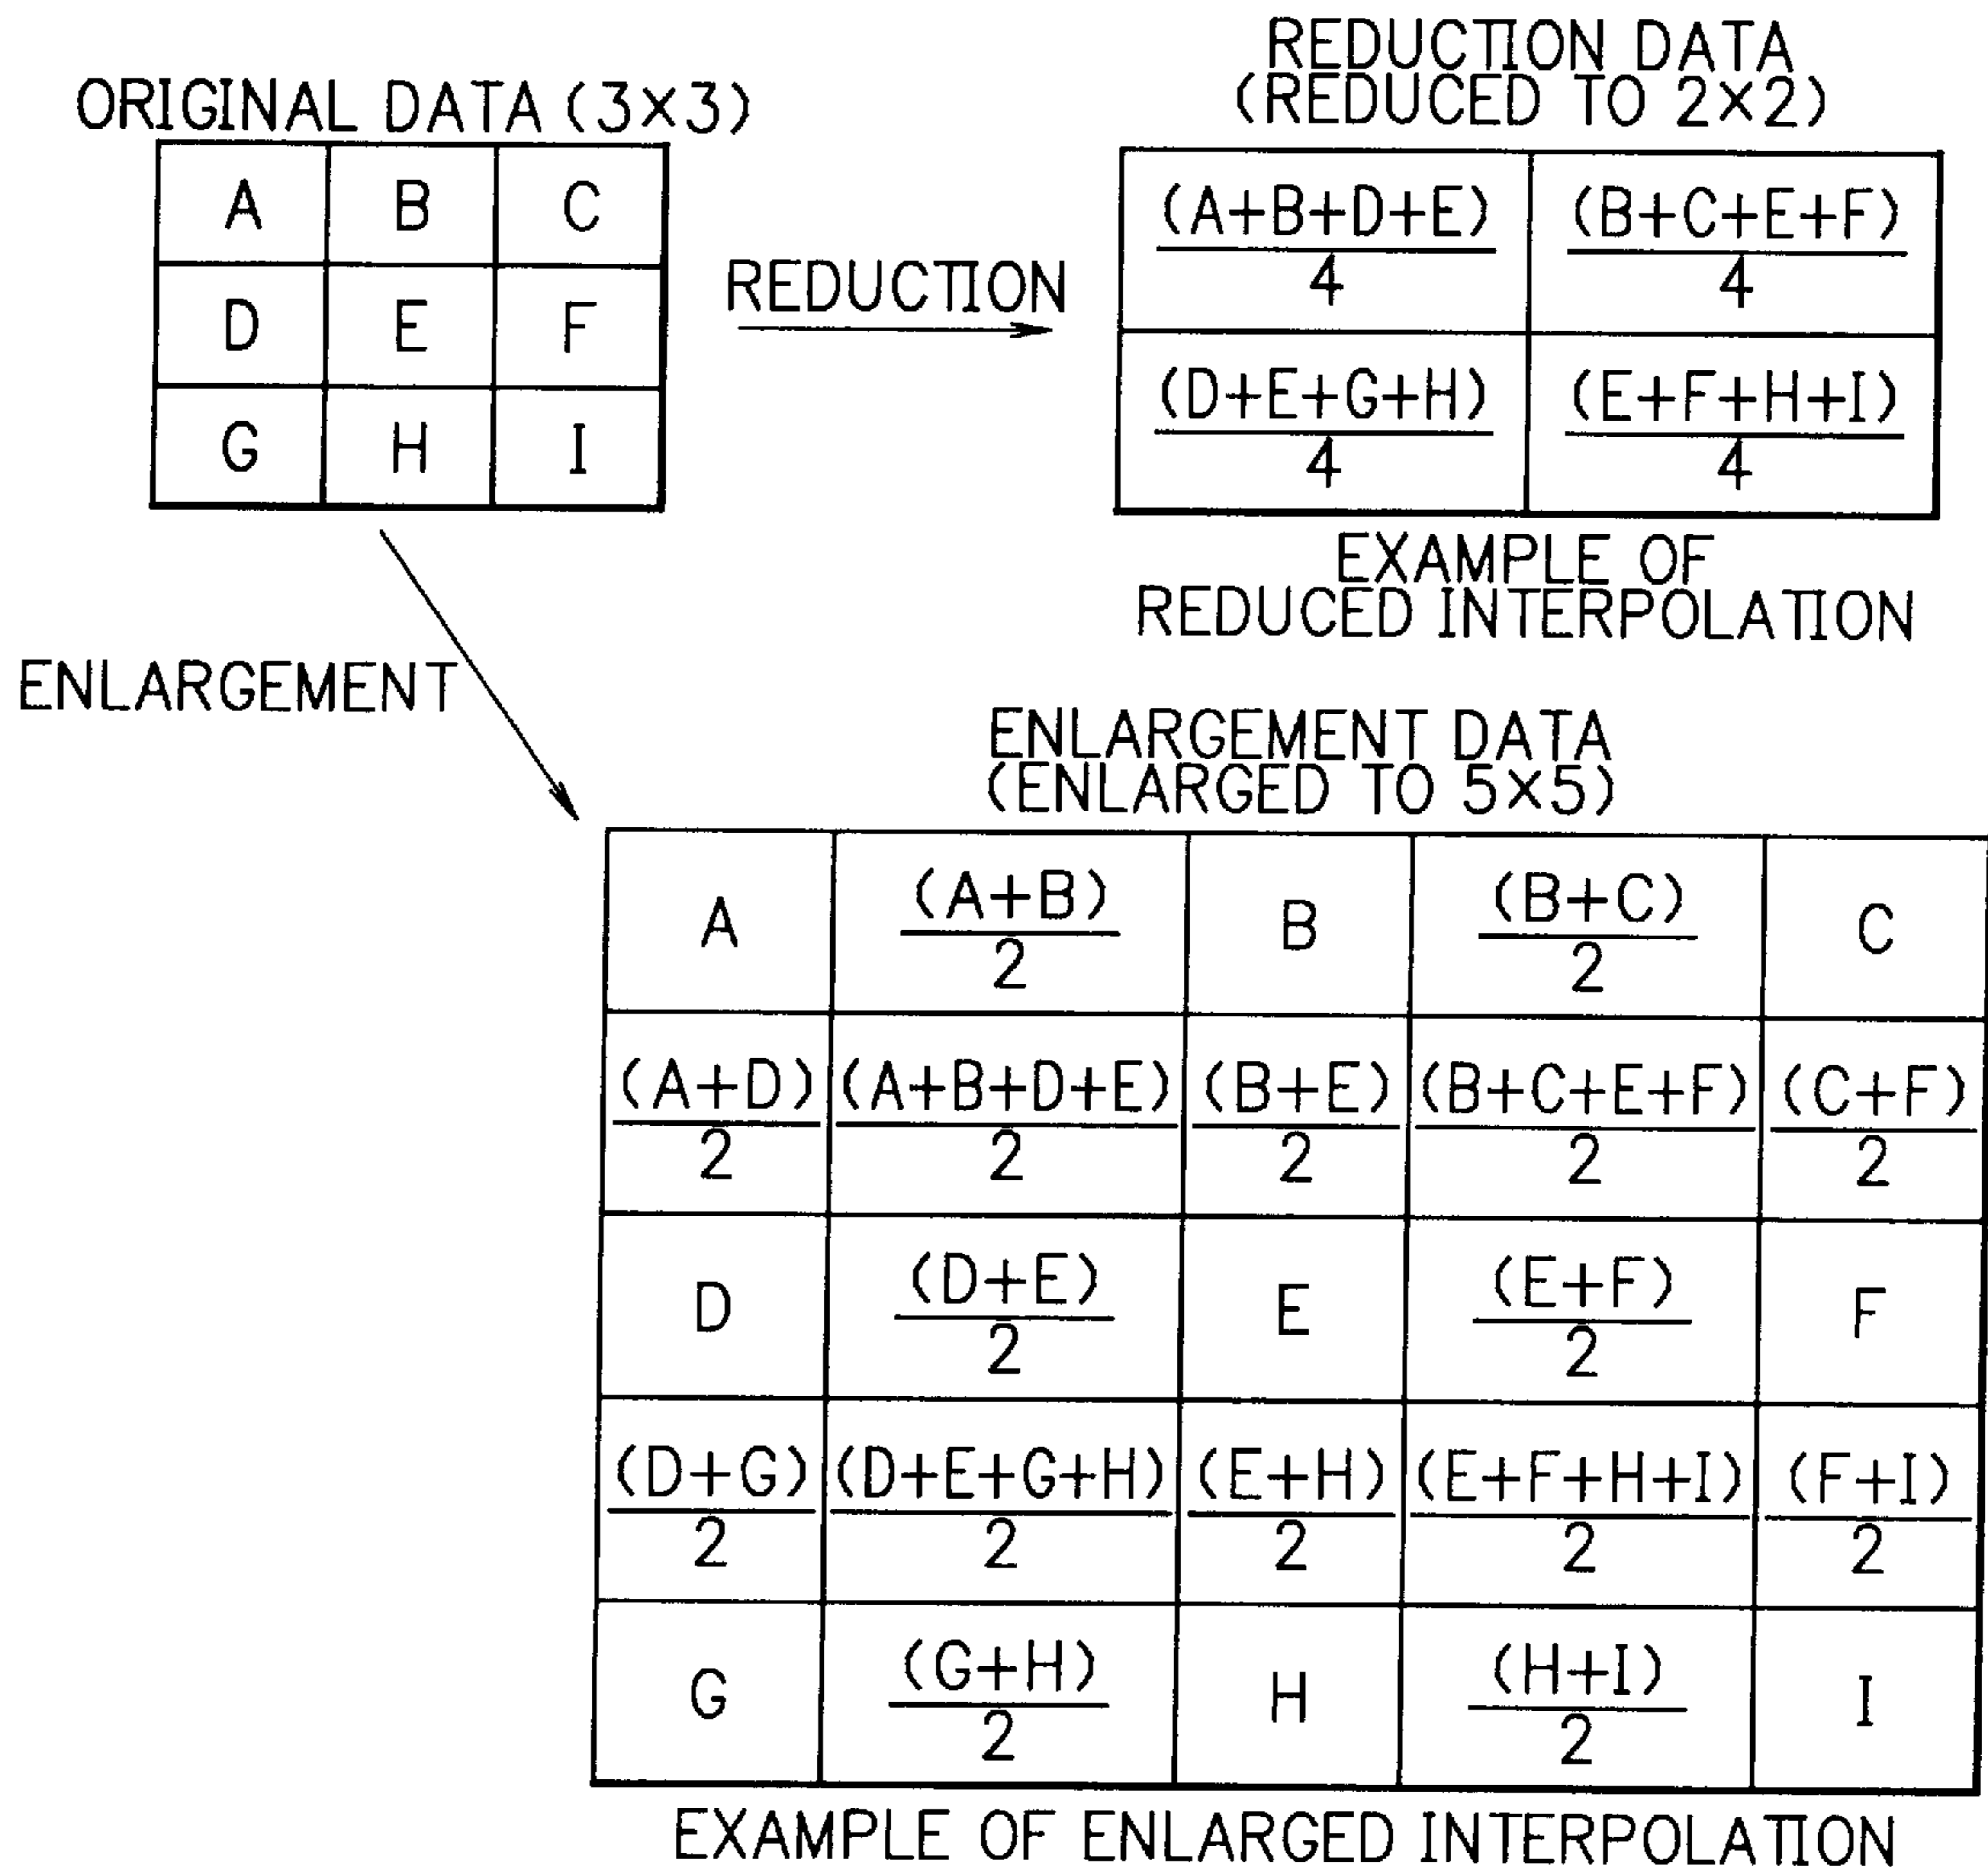 ORIGINAL DATA (3×3)
A B C
D E F
G H I
REDUCTION
REDUCTION DATA
(REDUCED TO 2×2)
(A+B+D+E) (B+C+E+F)
4 4
(D+E+G+H) (E+F+H+I)
4 4
EXAMPLE OF
REDUCED INTERPOLATION
ENLARGEMENT
ENLARGEMENT DATA
(ENLARGED TO 5×5)
A (A+B) B (B+C) C
2 2
(A+D) (A+B+D+E) (B+E) (B+C+E+F) (C+F)
2 2 2 2 2
D (D+E) E (E+F) F
2 2
(D+G) (D+E+G+H) (E+H) (E+F+H+I) (F+I)
2 2 2 2 2
G (G+H) H (H+I) I
2 2
EXAMPLE OF ENLARGED INTERPOLATION